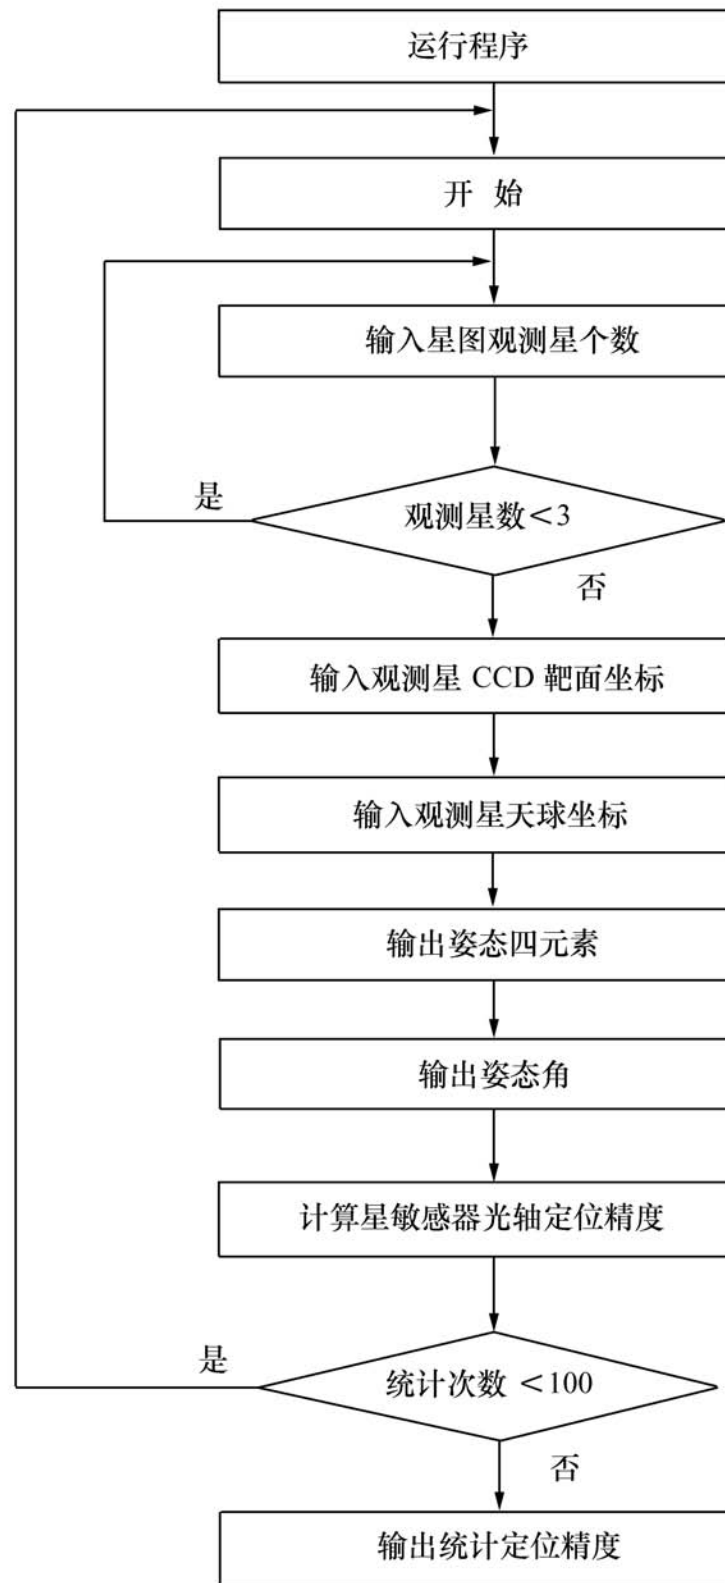 运行程序
开 始
输入星图观测星个数
是
观测星数<3
否
输入观测星 CCD 靶面坐标
输入观测星天球坐标
输出姿态四元素
输出姿态角
计算星敏感器光轴定位精度
是
统计次数 <100
否
输出统计定位精度